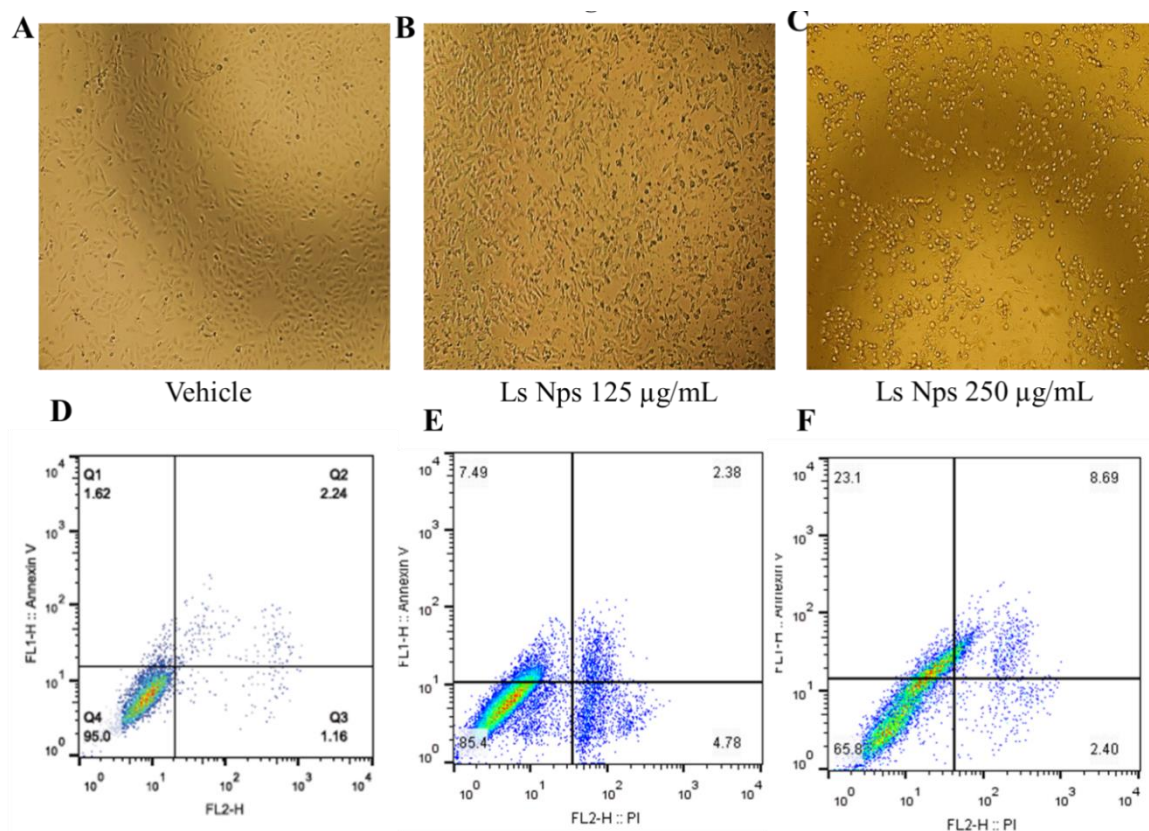 A
B
C
Vehicle
Ls Nps 125 µg/mL
Ls Nps 250 µg/mL
D
E
F
10⁴
10³
10²
10¹
10⁰
FL1-H :: Annexin V
Q1
1.62
Q2
2.24
Q4
95.0
Q3
1.16
10⁰ 10¹ 10² 10³ 10⁴
FL2-H
10⁴
10³
10²
10¹
10⁰
FL1-H :: Annexin V
7.49
2.38
85.4
4.78
10⁰ 10¹ 10² 10³ 10⁴
FL2-H :: PI
10⁴
10³
10²
10¹
10⁰
FL1-H :: Annexin V
23.1
8.69
65.8
2.40
10⁰ 10¹ 10² 10³ 10⁴
FL2-H :: PI